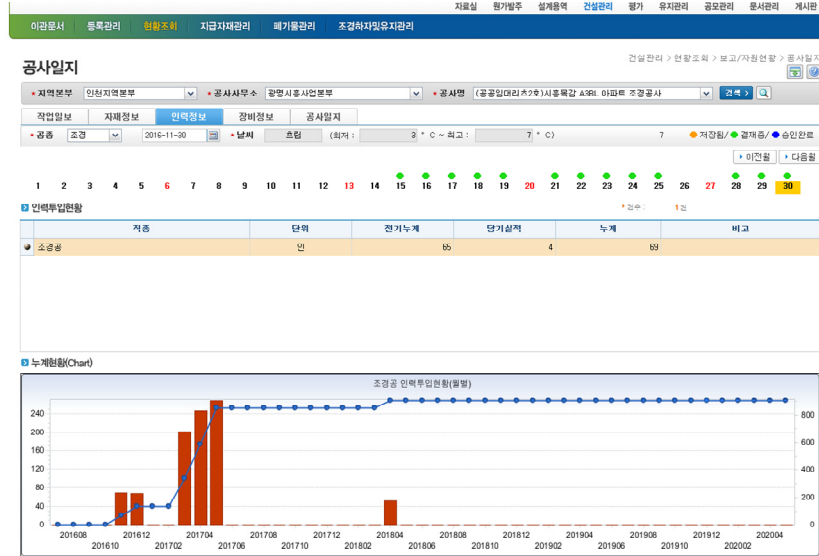 자료실 원가발주 설계용역 건설관리 평가 유지관리 공모관리 문서관리 게시판
이관문서 등록관리 현황조회 지급자재관리 폐기물관리 조경하자및유지관리
건설관리 > 현황조회 > 보고/자원현황 > 공사일지
공사일지
지역본부 인천지역본부 공사사무소 광명시흥사업본부 공사명 (공공임대리츠2호)시흥목감 A3BL 아파트 조경공사 검색 >
작업일보 자재정보 인력정보 장비정보 공사일지
공종 조경 2016-11-30 날씨 흐림 (최저 : 3 ° C ~ 최고 : 7 ° C) 7 저장됨/ 결재중/ 승인완료
이전월 다음월
1 2 3 4 5 6 7 8 9 10 11 12 13 14 15 16 17 18 19 20 21 22 23 24 25 26 27 28 29 30
인력투입현황 건수 : 1건
직종 단위 전기누계 당기실적 누계 비고
조경공 인 65 4 69
누계현황(Chart)
조경공 인력투입현황(월별)
240 800
200
160 600
120 400
80
40 200
0 0
201608 201612 201704 201708 201712 201804 201808 201812 201904 201908 201912 202004
201610 201702 201706 201710 201802 201806 201810 201902 201906 201910 202002